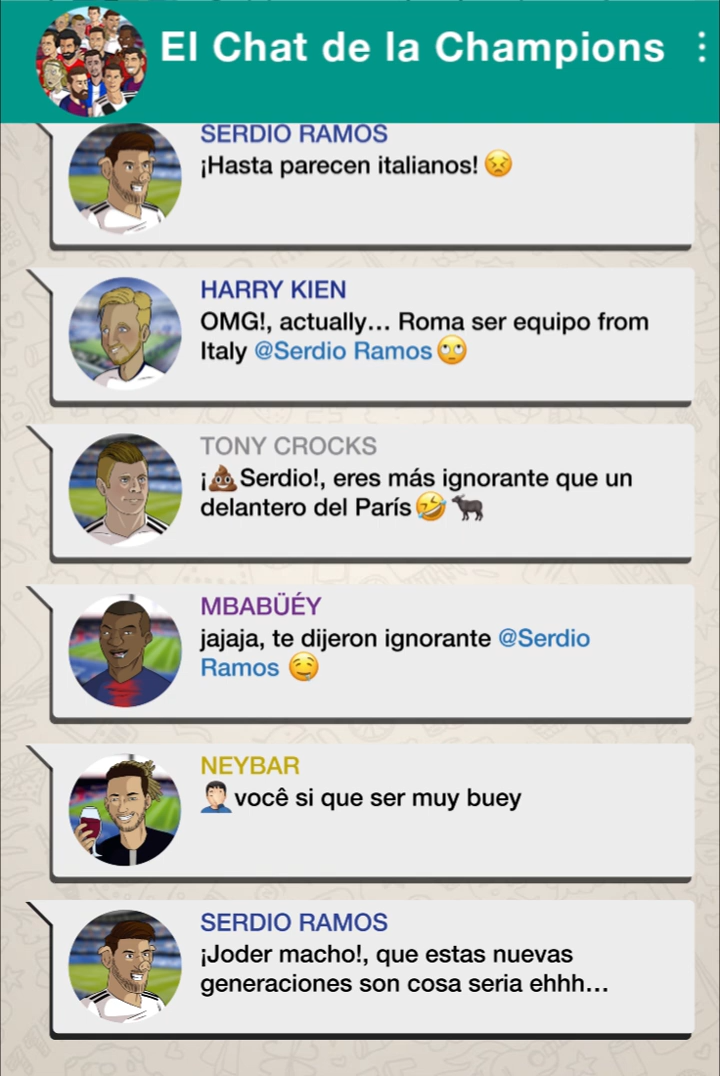 El Chat de la Champions
SERDIO RAMOS
¡Hasta parecen italianos! 😣
HARRY KIEN
OMG!, actually... Roma ser equipo from
Italy @Serdio Ramos 🙄
TONY CROCKS
¡💩Serdio!, eres más ignorante que un
delantero del París 🤣 🐂
MBABÜÉY
jajaja, te dijeron ignorante @Serdio
Ramos 🤤
NEYBAR
🤦🏻‍♂️ você si que ser muy buey
SERDIO RAMOS
¡Joder macho!, que estas nuevas
generaciones son cosa seria ehhh...